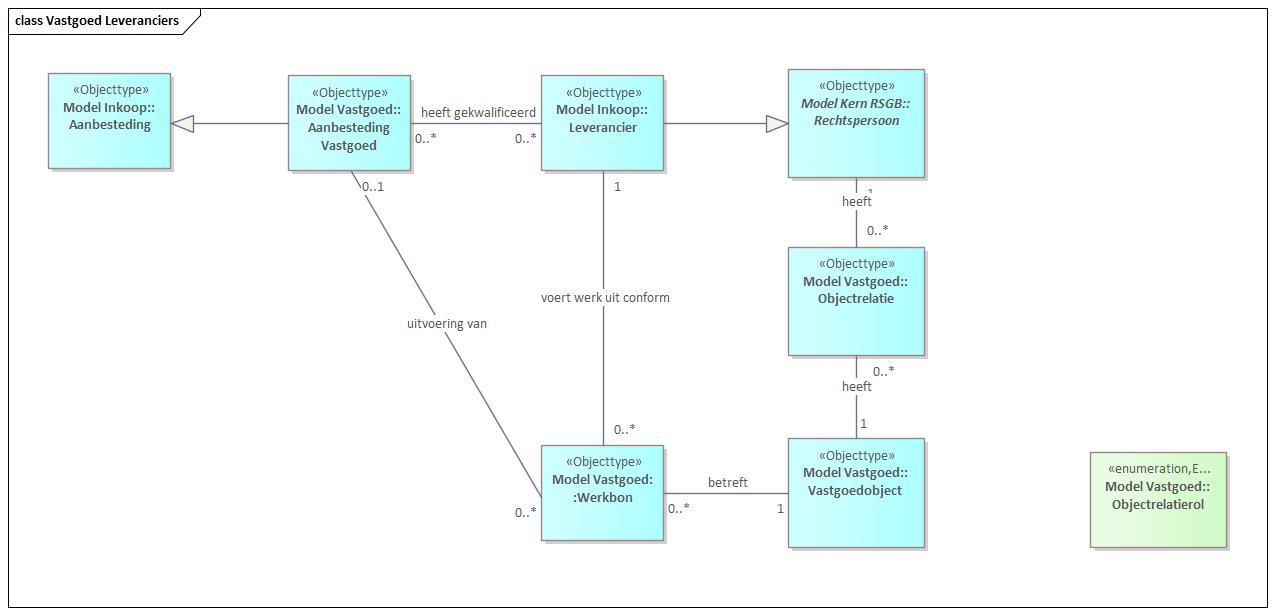 class Vastgoed Leveranciers
«Objecttype»
Model Inkoop::
Aanbesteding
«Objecttype»
Model Vastgoed::
Aanbesteding
Vastgoed
heeft gekwalificeerd
0..*
0..*
«Objecttype»
Model Inkoop::
Leverancier
«Objecttype»
Model Kern RSGB::
Rechtspersoon
0..1
1
1
heeft
0..*
«Objecttype»
Model Vastgoed::
Objectrelatie
voert werk uit conform
uitvoering van
0..*
heeft
1
0..*
«Objecttype»
Model Vastgoed:
:Werkbon
0..*
betreft
0..*
1
«Objecttype»
Model Vastgoed::
Vastgoedobject
«enumeration,E...
Model Vastgoed::
Objectrelatierol